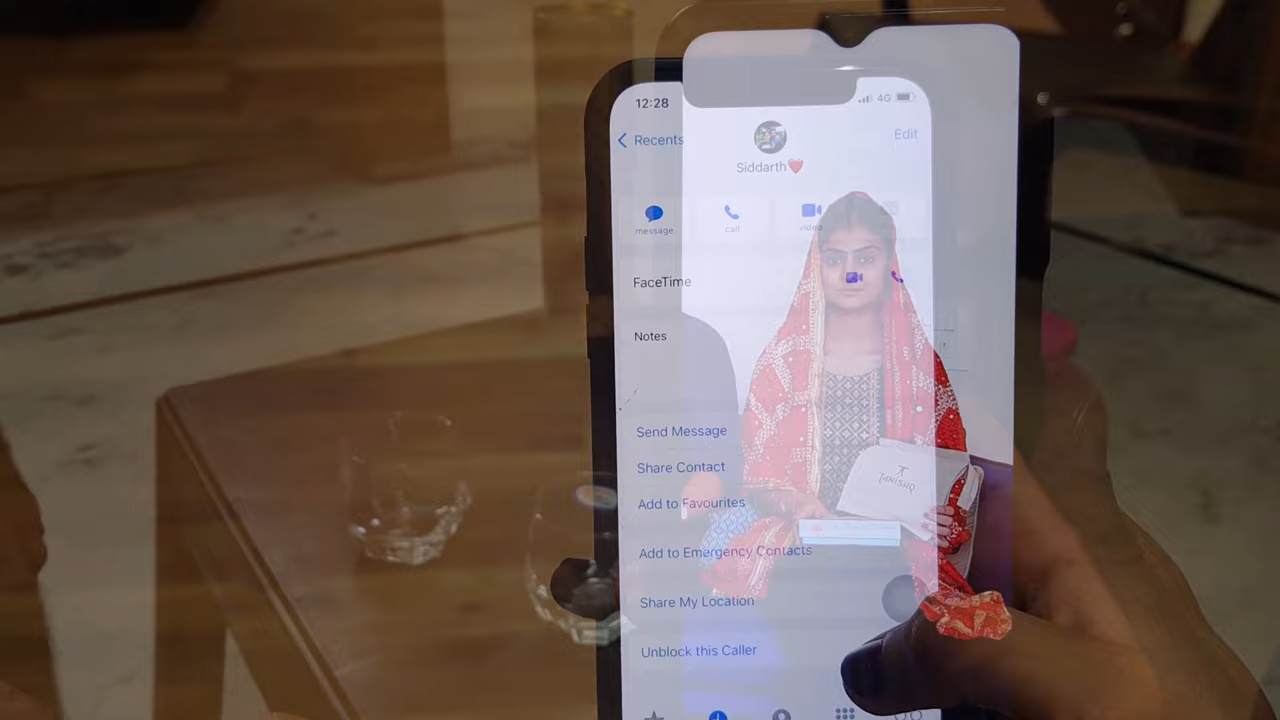 12:28
4G
Recents
Edit
Siddarth❤️
message
call
video
FaceTime
Notes
TANISHQ
Send Message
Share Contact
Add to Favourites
Add to Emergency Contacts
Share My Location
Unblock this Caller